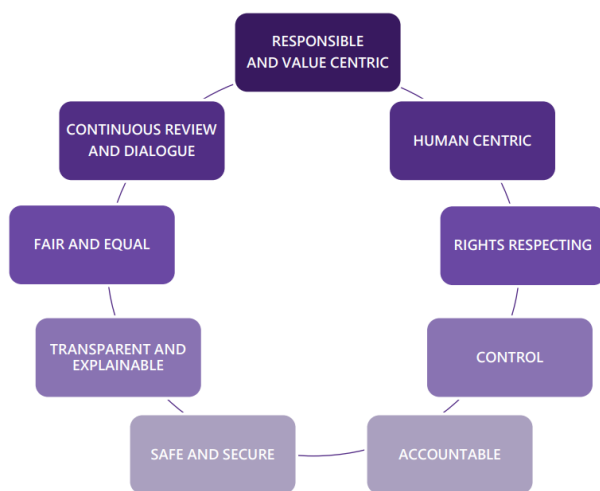 RESPONSIBLE
AND VALUE CENTRIC
CONTINUOUS REVIEW
AND DIALOGUE
HUMAN CENTRIC
FAIR AND EQUAL
RIGHTS RESPECTING
TRANSPARENT AND
EXPLAINABLE
CONTROL
SAFE AND SECURE
ACCOUNTABLE